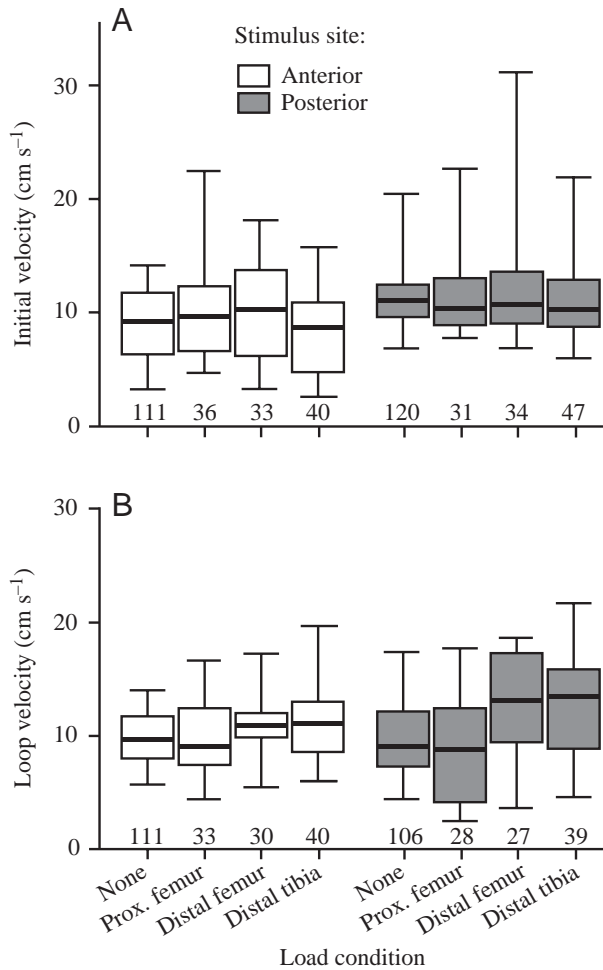 A
Stimulus site:
Anterior
Posterior
Initial velocity (cm s⁻¹)
30
20
10
0
111 36 33 40 120 31 34 47
B
Loop velocity (cm s⁻¹)
30
20
10
0
111 33 30 40 106 28 27 39
None Prox. femur Distal femur Distal tibia None Prox. femur Distal femur Distal tibia
Load condition